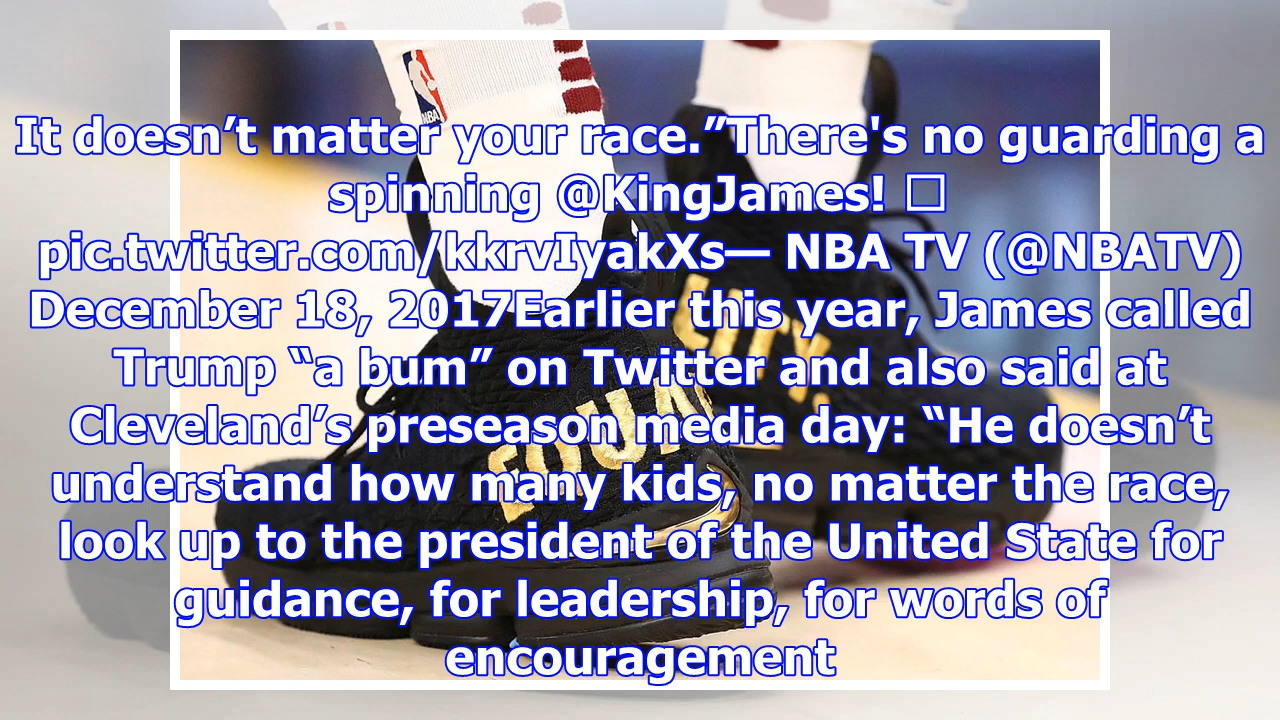 It doesn’t matter your race.”There's no guarding a
spinning @KingJames! □
pic.twitter.com/kkrvIyakXs— NBA TV (@NBATV)
December 18, 2017Earlier this year, James called
Trump “a bum” on Twitter and also said at
Cleveland’s preseason media day: “He doesn’t
understand how many kids, no matter the race,
look up to the president of the United State for
guidance, for leadership, for words of
encouragement
NBA